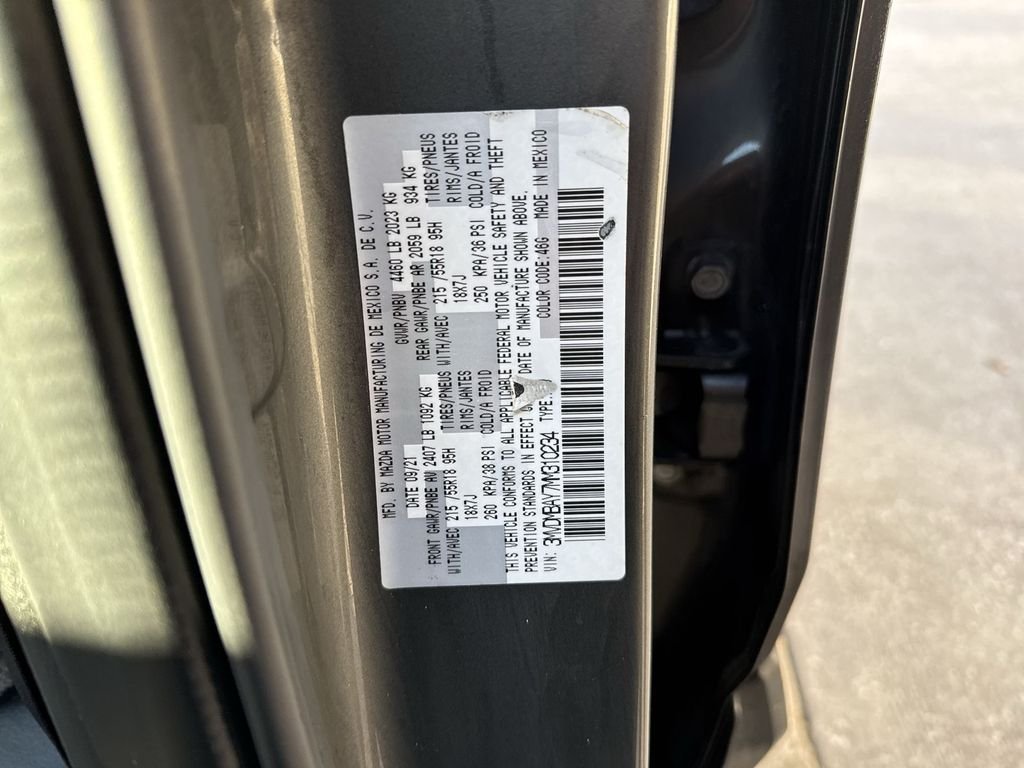 MFD. BY MAZDA MOTOR MANUFACTURING DE MEXICO S.A. DE C.V.
DATE 09/21 GVWR/PNBV 4460 LB 2023 KG
FRONT GAWR/PNBE AV 2407 LB 1092 KG REAR GAWR/PNBE AR 2059 LB 934 KG
WITH/AVEC 215/55R18 95H TIRES/PNEUS WITH/AVEC 215/55R18 95H TIRES/PNEUS
18X7J RIMS/JANTES 18X7J RIMS/JANTES
260 KPA/38 PSI COLD/A FROID 250 KPA/36 PSI COLD/A FROID
THIS VEHICLE CONFORMS TO ALL APPLICABLE FEDERAL MOTOR VEHICLE SAFETY AND THEFT
PREVENTION STANDARDS IN EFFECT DATE OF MANUFACTURE SHOWN ABOVE.
VIN: 3MVDMBAY7MM310234 TYPE: COLOR CODE:46G MADE IN MEXICO